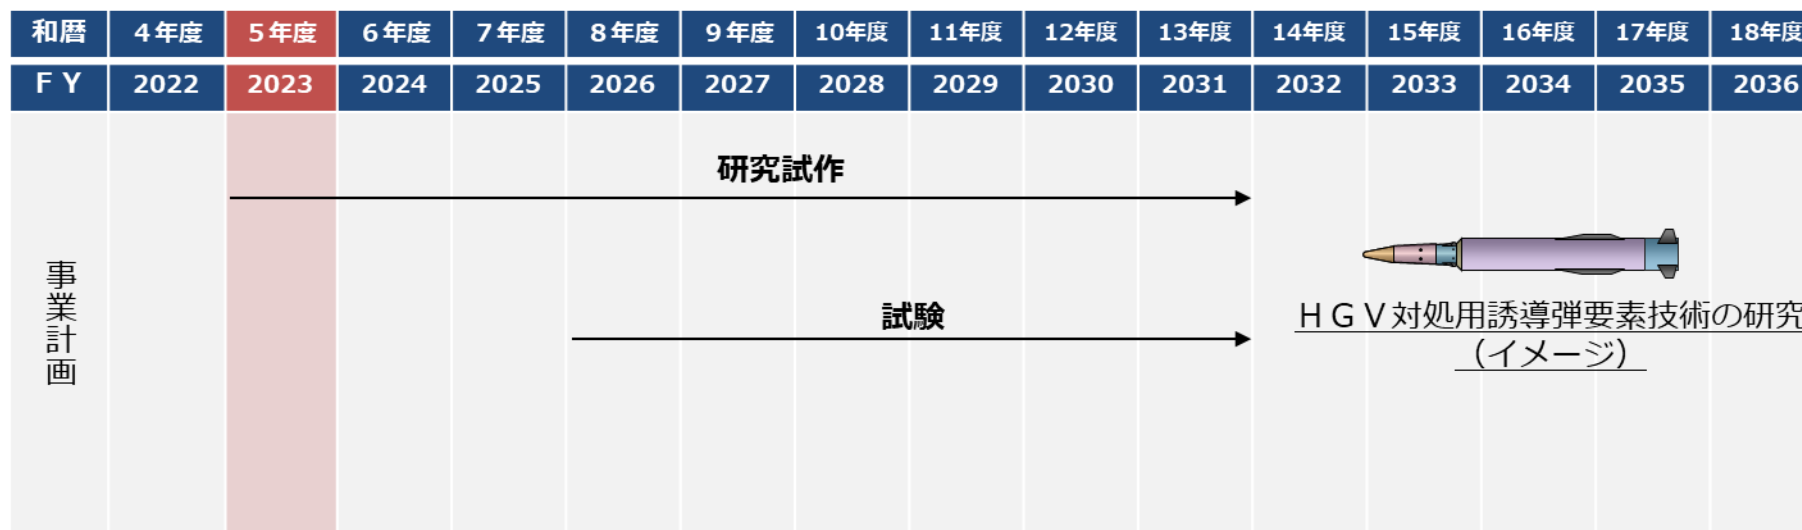 和暦 4年度 5年度 6年度 7年度 8年度 9年度 10年度 11年度 12年度 13年度 14年度 15年度 16年度 17年度 18年度
ＦＹ 2022 2023 2024 2025 2026 2027 2028 2029 2030 2031 2032 2033 2034 2035 2036
事業計画
研究試作
試験
ＨＧＶ対処用誘導弾要素技術の研究
（イメージ）